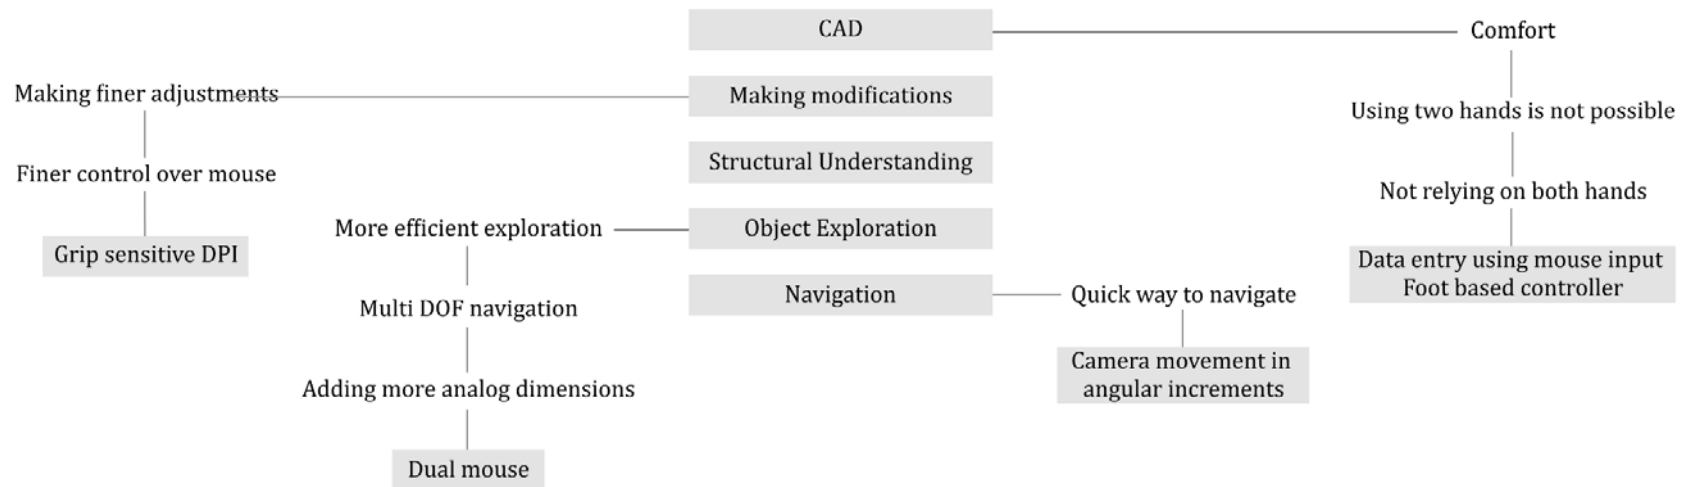 CAD
Comfort
Making finer adjustments
Making modifications
Using two hands is not possible
Structural Understanding
Finer control over mouse
Not relying on both hands
More efficient exploration
Object Exploration
Grip sensitive DPI
Data entry using mouse input
Foot based controller
Navigation
Quick way to navigate
Multi DOF navigation
Camera movement in
angular increments
Adding more analog dimensions
Dual mouse